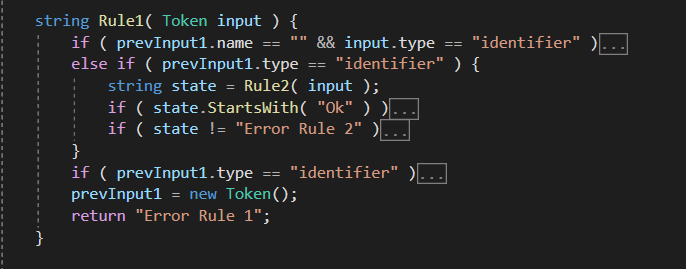 string Rule1( Token input ) {
if ( prevInput1.name == "" && input.type == "identifier" )...
else if ( prevInput1.type == "identifier" ) {
string state = Rule2( input );
if ( state.StartsWith( "Ok" ) )...
if ( state != "Error Rule 2" )...
}
if ( prevInput1.type == "identifier" )...
prevInput1 = new Token();
return "Error Rule 1";
}